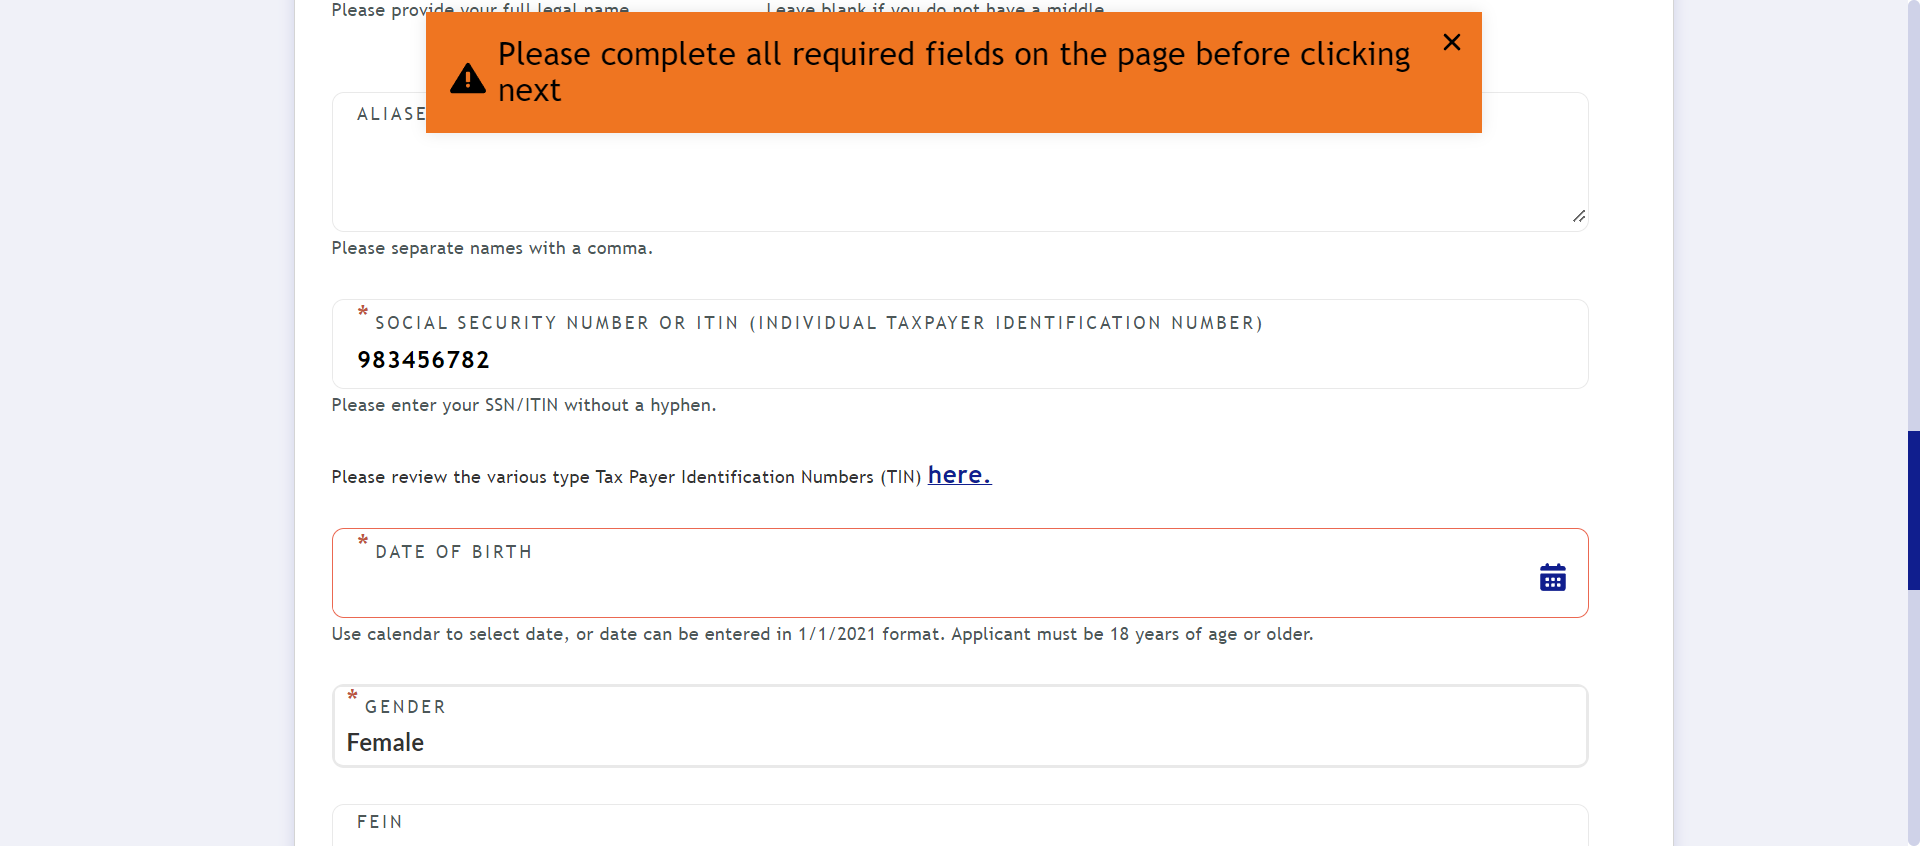 Please provide your full legal name
Leave blank if you do not have a middle
Please complete all required fields on the page before clicking
next
ALIASE
Please separate names with a comma.
* SOCIAL SECURITY NUMBER OR ITIN (INDIVIDUAL TAXPAYER IDENTIFICATION NUMBER)
983456782
Please enter your SSN/ITIN without a hyphen.
Please review the various type Tax Payer Identification Numbers (TIN) here.
* DATE OF BIRTH
Use calendar to select date, or date can be entered in 1/1/2021 format. Applicant must be 18 years of age or older.
* GENDER
Female
FEIN